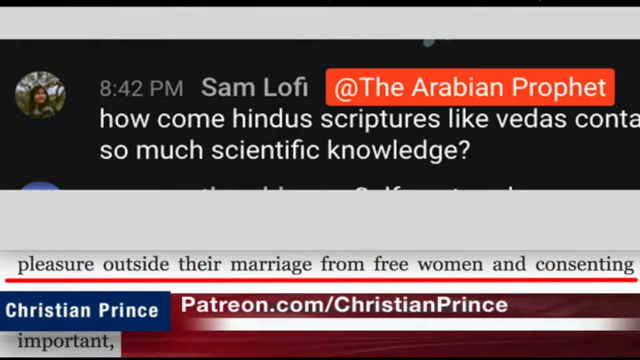 8:42 PM Sam Lofi @The Arabian Prophet
how come hindus scriptures like vedas conta
so much scientific knowledge?
pleasure outside their marriage from free women and consenting
Christian Prince Patreon.com/ChristianPrince
important,